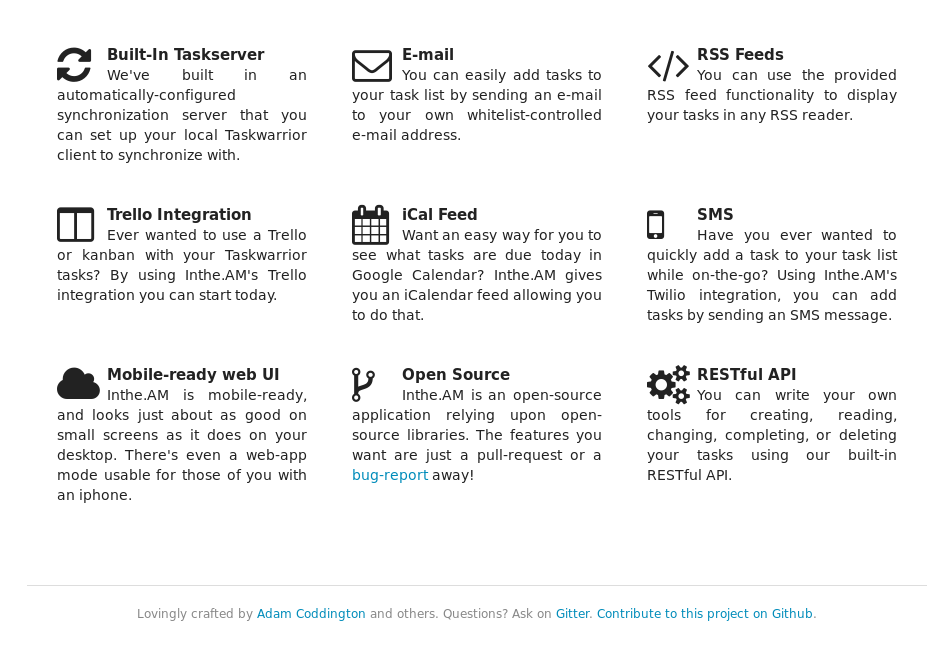 Built-In Taskserver
We've built in an
automatically-configured
synchronization server that you
can set up your local Taskwarrior
client to synchronize with.
E-mail
You can easily add tasks to
your task list by sending an e-mail
to your own whitelist-controlled
e-mail address.
RSS Feeds
You can use the provided
RSS feed functionality to display
your tasks in any RSS reader.
Trello Integration
Ever wanted to use a Trello
or kanban with your Taskwarrior
tasks? By using Inthe.AM's Trello
integration you can start today.
iCal Feed
Want an easy way for you to
see what tasks are due today in
Google Calendar? Inthe.AM gives
you an iCalendar feed allowing you
to do that.
SMS
Have you ever wanted to
quickly add a task to your task list
while on-the-go? Using Inthe.AM's
Twilio integration, you can add
tasks by sending an SMS message.
Mobile-ready web UI
Inthe.AM is mobile-ready,
and looks just about as good on
small screens as it does on your
desktop. There's even a web-app
mode usable for those of you with
an iphone.
Open Source
Inthe.AM is an open-source
application relying upon open-
source libraries. The features you
want are just a pull-request or a
bug-report away!
RESTful API
You can write your own
tools for creating, reading,
changing, completing, or deleting
your tasks using our built-in
RESTful API.
Lovingly crafted by Adam Coddington and others. Questions? Ask on Gitter. Contribute to this project on Github.